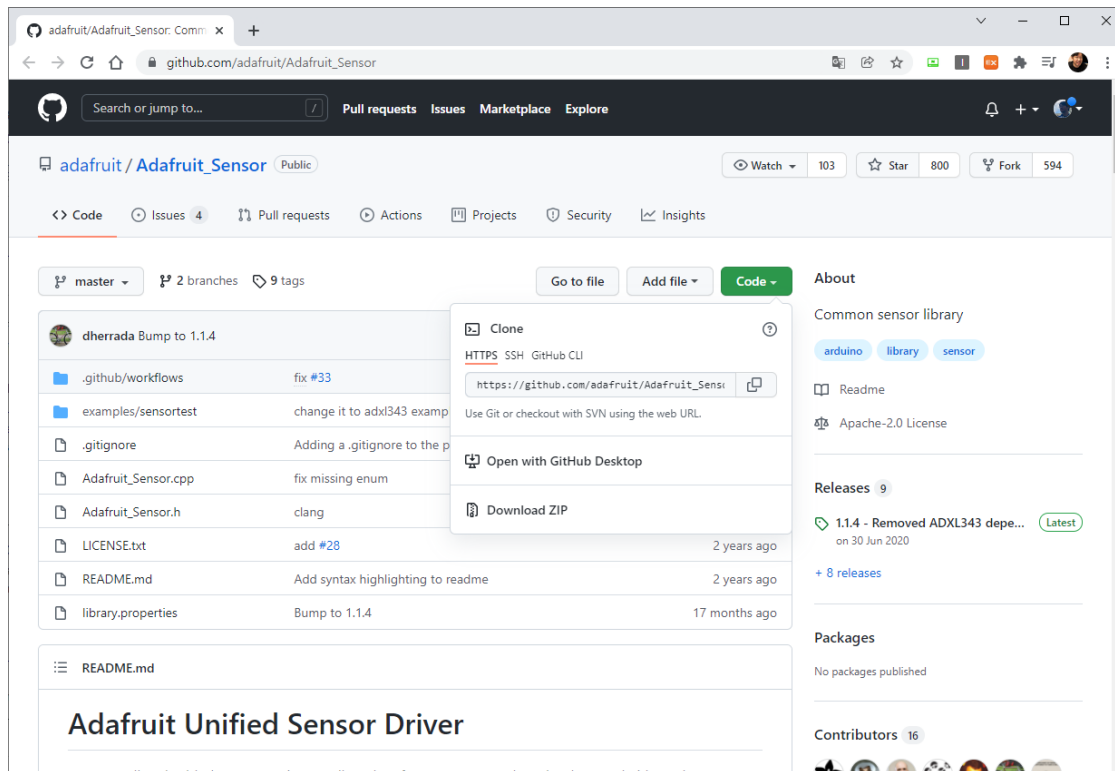 adafruit/Adafruit_Sensor: Comm
github.com/adafruit/Adafruit_Sensor
Search or jump to...
/
Pull requests Issues Marketplace Explore
adafruit / Adafruit_Sensor Public
Watch 103 Star 800 Fork 594
Code Issues 4 Pull requests Actions Projects Security Insights
master 2 branches 9 tags Go to file Add file Code
dherrada Bump to 1.1.4
.github/workflows fix #33
examples/sensortest change it to adxl343 examp
.gitignore Adding a .gitignore to the p
Adafruit_Sensor.cpp fix missing enum
Adafruit_Sensor.h clang
LICENSE.txt add #28 2 years ago
README.md Add syntax highlighting to readme 2 years ago
library.properties Bump to 1.1.4 17 months ago
Clone
HTTPS SSH GitHub CLI
https://github.com/adafruit/Adafruit_Senso
Use Git or checkout with SVN using the web URL.
Open with GitHub Desktop
Download ZIP
README.md
Adafruit Unified Sensor Driver
About
Common sensor library
arduino library sensor
Readme
Apache-2.0 License
Releases 9
1.1.4 - Removed ADXL343 depe... Latest
on 30 Jun 2020
+ 8 releases
Packages
No packages published
Contributors 16